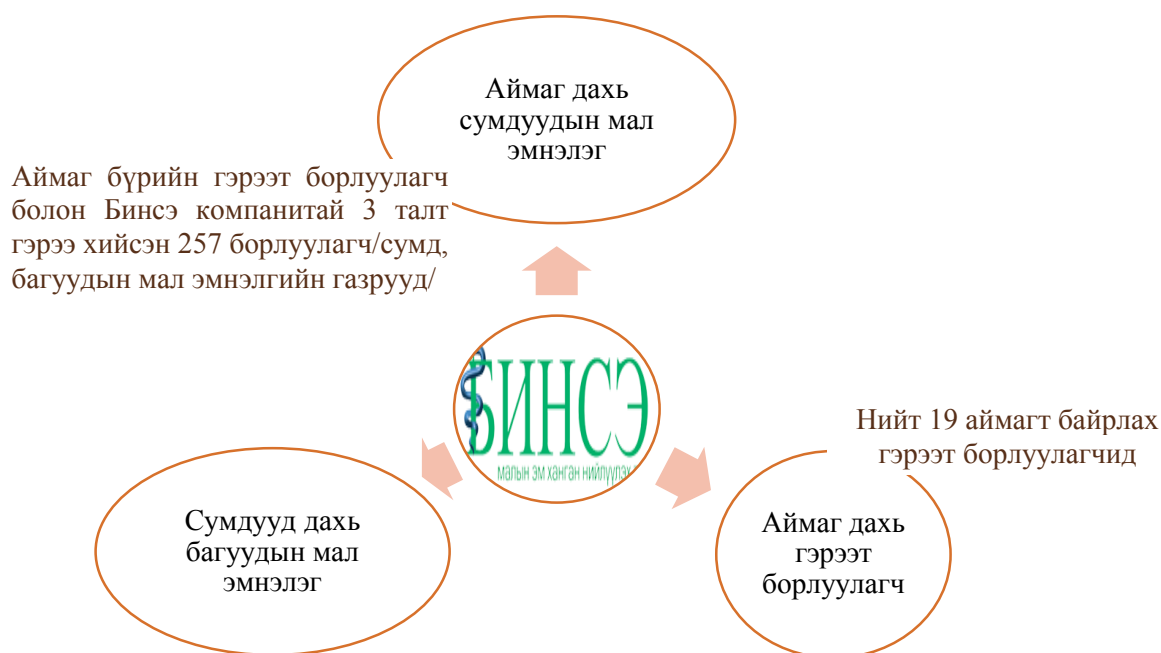 Аймаг дахь
сумдуудын мал
эмнэлэг
Аймаг бүрийн гэрээт борлуулагч
болон Бинсэ компанитай 3 талт
гэрээ хийсэн 257 борлуулагч/сумд,
багуудын мал эмнэлгийн газрууд/
БИНСЭ
малын эм ханган нийлүүлэх
Нийт 19 аймагт байрлах
гэрээт борлуулагчид
Сумдууд дахь
багуудын мал
эмнэлэг
Аймаг дахь
гэрээт
борлуулагч